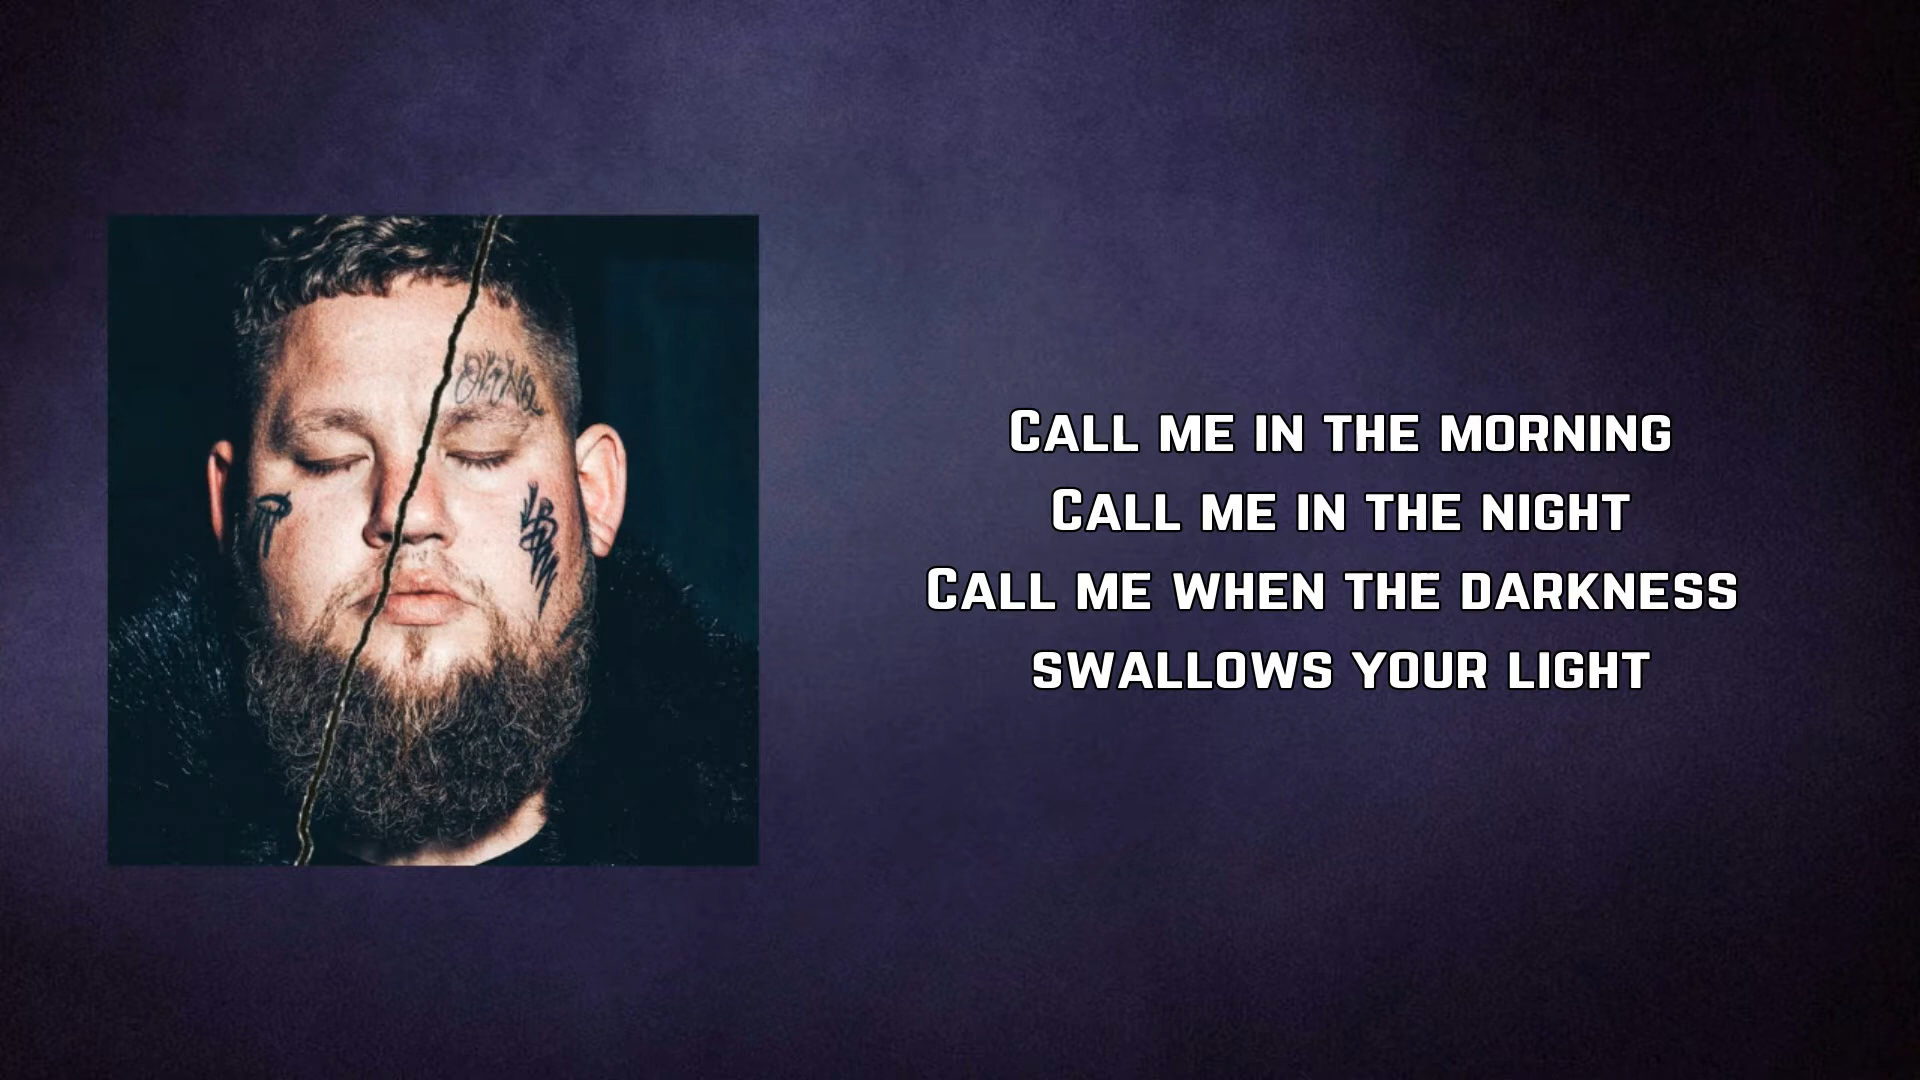 Call me in the morning
Call me in the night
Call me when the darkness
swallows your light